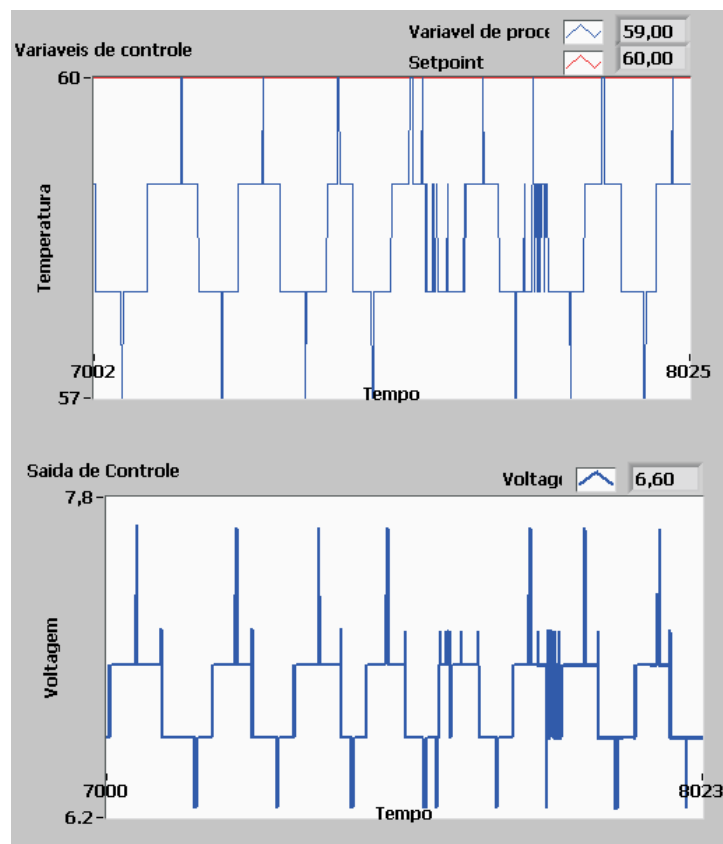 Variaveis de controle
Variavel de proce
59,00
Setpoint
60,00
60
Temperatura
7002
8025
57
Tempo
Saida de Controle
Voltage
6,60
7,8
Voltagem
7000
8023
6.2
Tempo